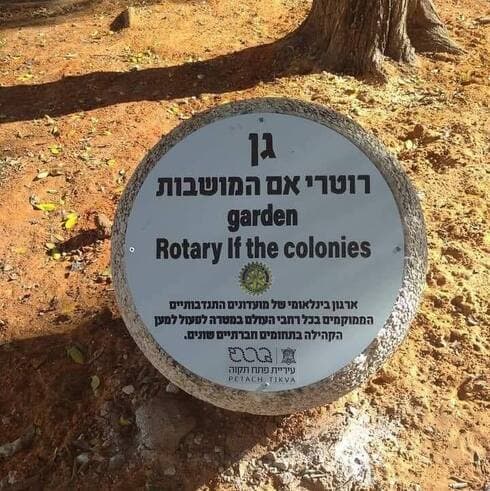 גן
רוטרי אם המושבות
garden
Rotary If the colonies
ארגון בינלאומי של מועדונים התנדבותיים
הממוקמים בכל רחבי העולם במטרה לפעול למען
הקהילה בתחומים חברתיים שונים.
עיריית פתח תקווה
PETACH TIKVA